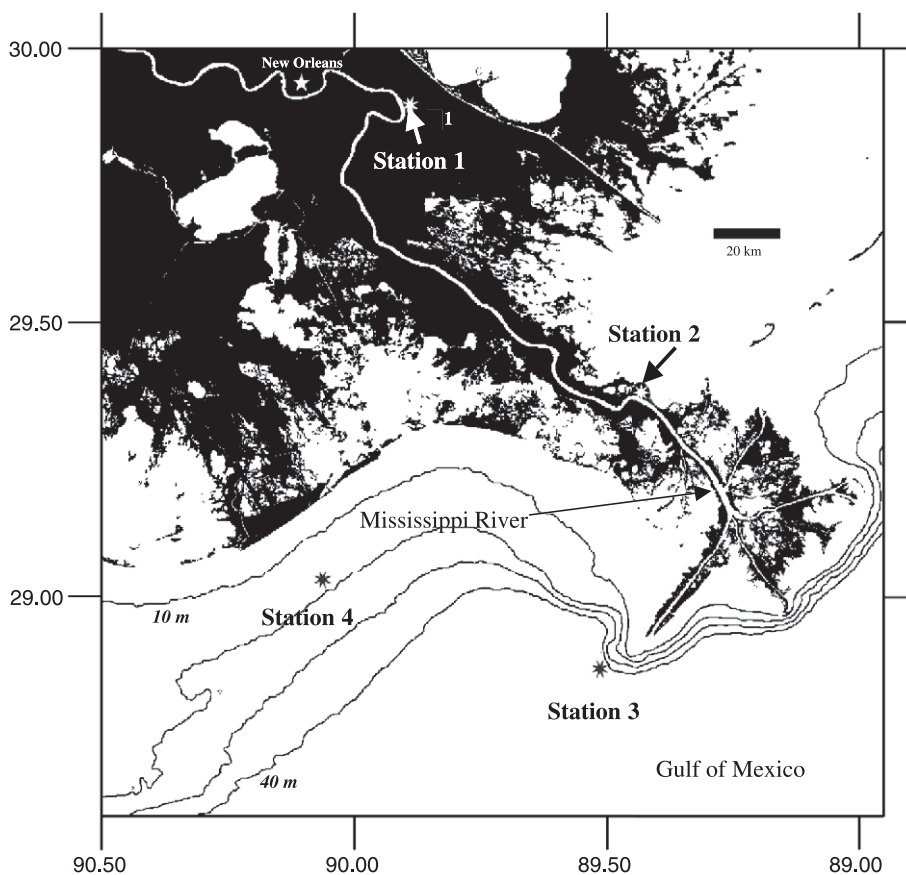 30.00
New Orleans
1
Station 1
20 km
29.50
Station 2
Mississippi River
29.00
10 m
Station 4
Station 3
40 m
Gulf of Mexico
90.50
90.00
89.50
89.00